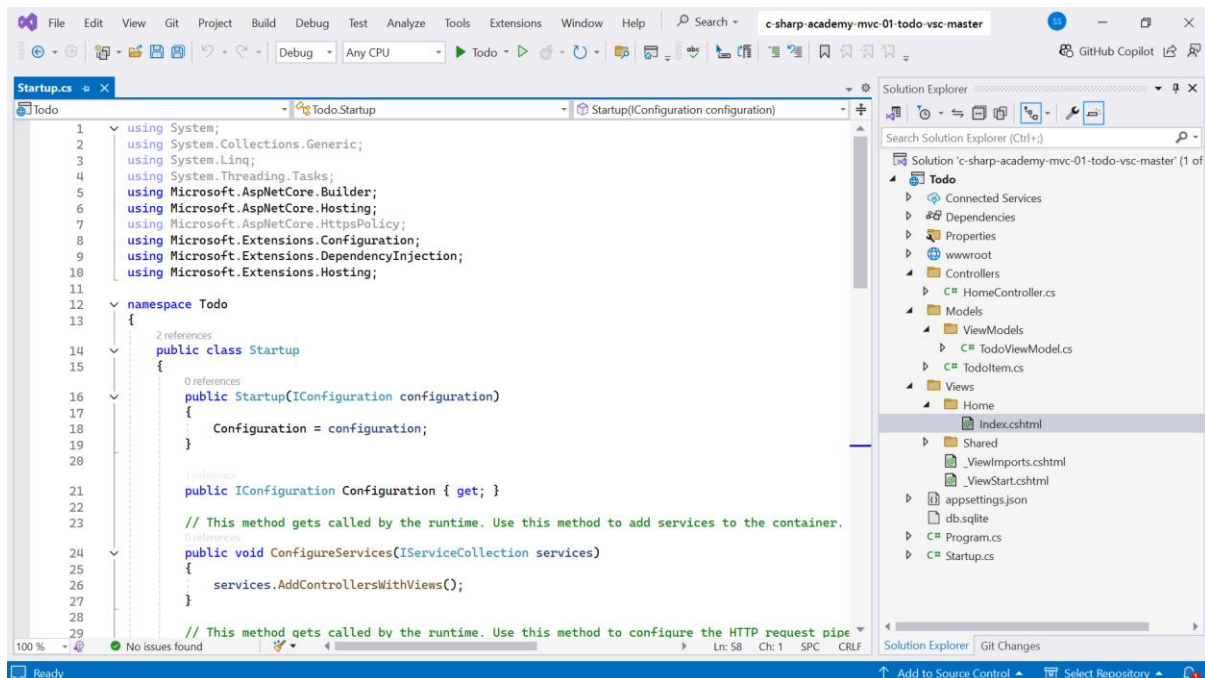 File Edit View Git Project Build Debug Test Analyze Tools Extensions Window Help Search c-sharp-academy-mvc-01-todo-vsc-master SS
Debug Any CPU Todo GitHub Copilot
Startup.cs
Todo Todo.Startup Startup(IConfiguration configuration)
1 using System;
2 using System.Collections.Generic;
3 using System.Linq;
4 using System.Threading.Tasks;
5 using Microsoft.AspNetCore.Builder;
6 using Microsoft.AspNetCore.Hosting;
7 using Microsoft.AspNetCore.HttpsPolicy;
8 using Microsoft.Extensions.Configuration;
9 using Microsoft.Extensions.DependencyInjection;
10 using Microsoft.Extensions.Hosting;
11
12 namespace Todo
13 {
2 references
14 public class Startup
15 {
0 references
16 public Startup(IConfiguration configuration)
17 {
18 Configuration = configuration;
19 }
20
1 reference
21 public IConfiguration Configuration { get; }
22
23 // This method gets called by the runtime. Use this method to add services to the container.
0 references
24 public void ConfigureServices(IServiceCollection services)
25 {
26 services.AddControllersWithViews();
27 }
28
29 // This method gets called by the runtime. Use this method to configure the HTTP request pipe
100 % No issues found Ln: 58 Ch: 1 SPC CRLF
Solution Explorer
Search Solution Explorer (Ctrl+;)
Solution 'c-sharp-academy-mvc-01-todo-vsc-master' (1 of
Todo
Connected Services
Dependencies
Properties
wwwroot
Controllers
C# HomeController.cs
Models
ViewModels
C# TodoViewModel.cs
C# TodoItem.cs
Views
Home
Index.cshtml
Shared
_ViewImports.cshtml
_ViewStart.cshtml
appsettings.json
db.sqlite
C# Program.cs
C# Startup.cs
Solution Explorer Git Changes
Ready Add to Source Control Select Repository 1